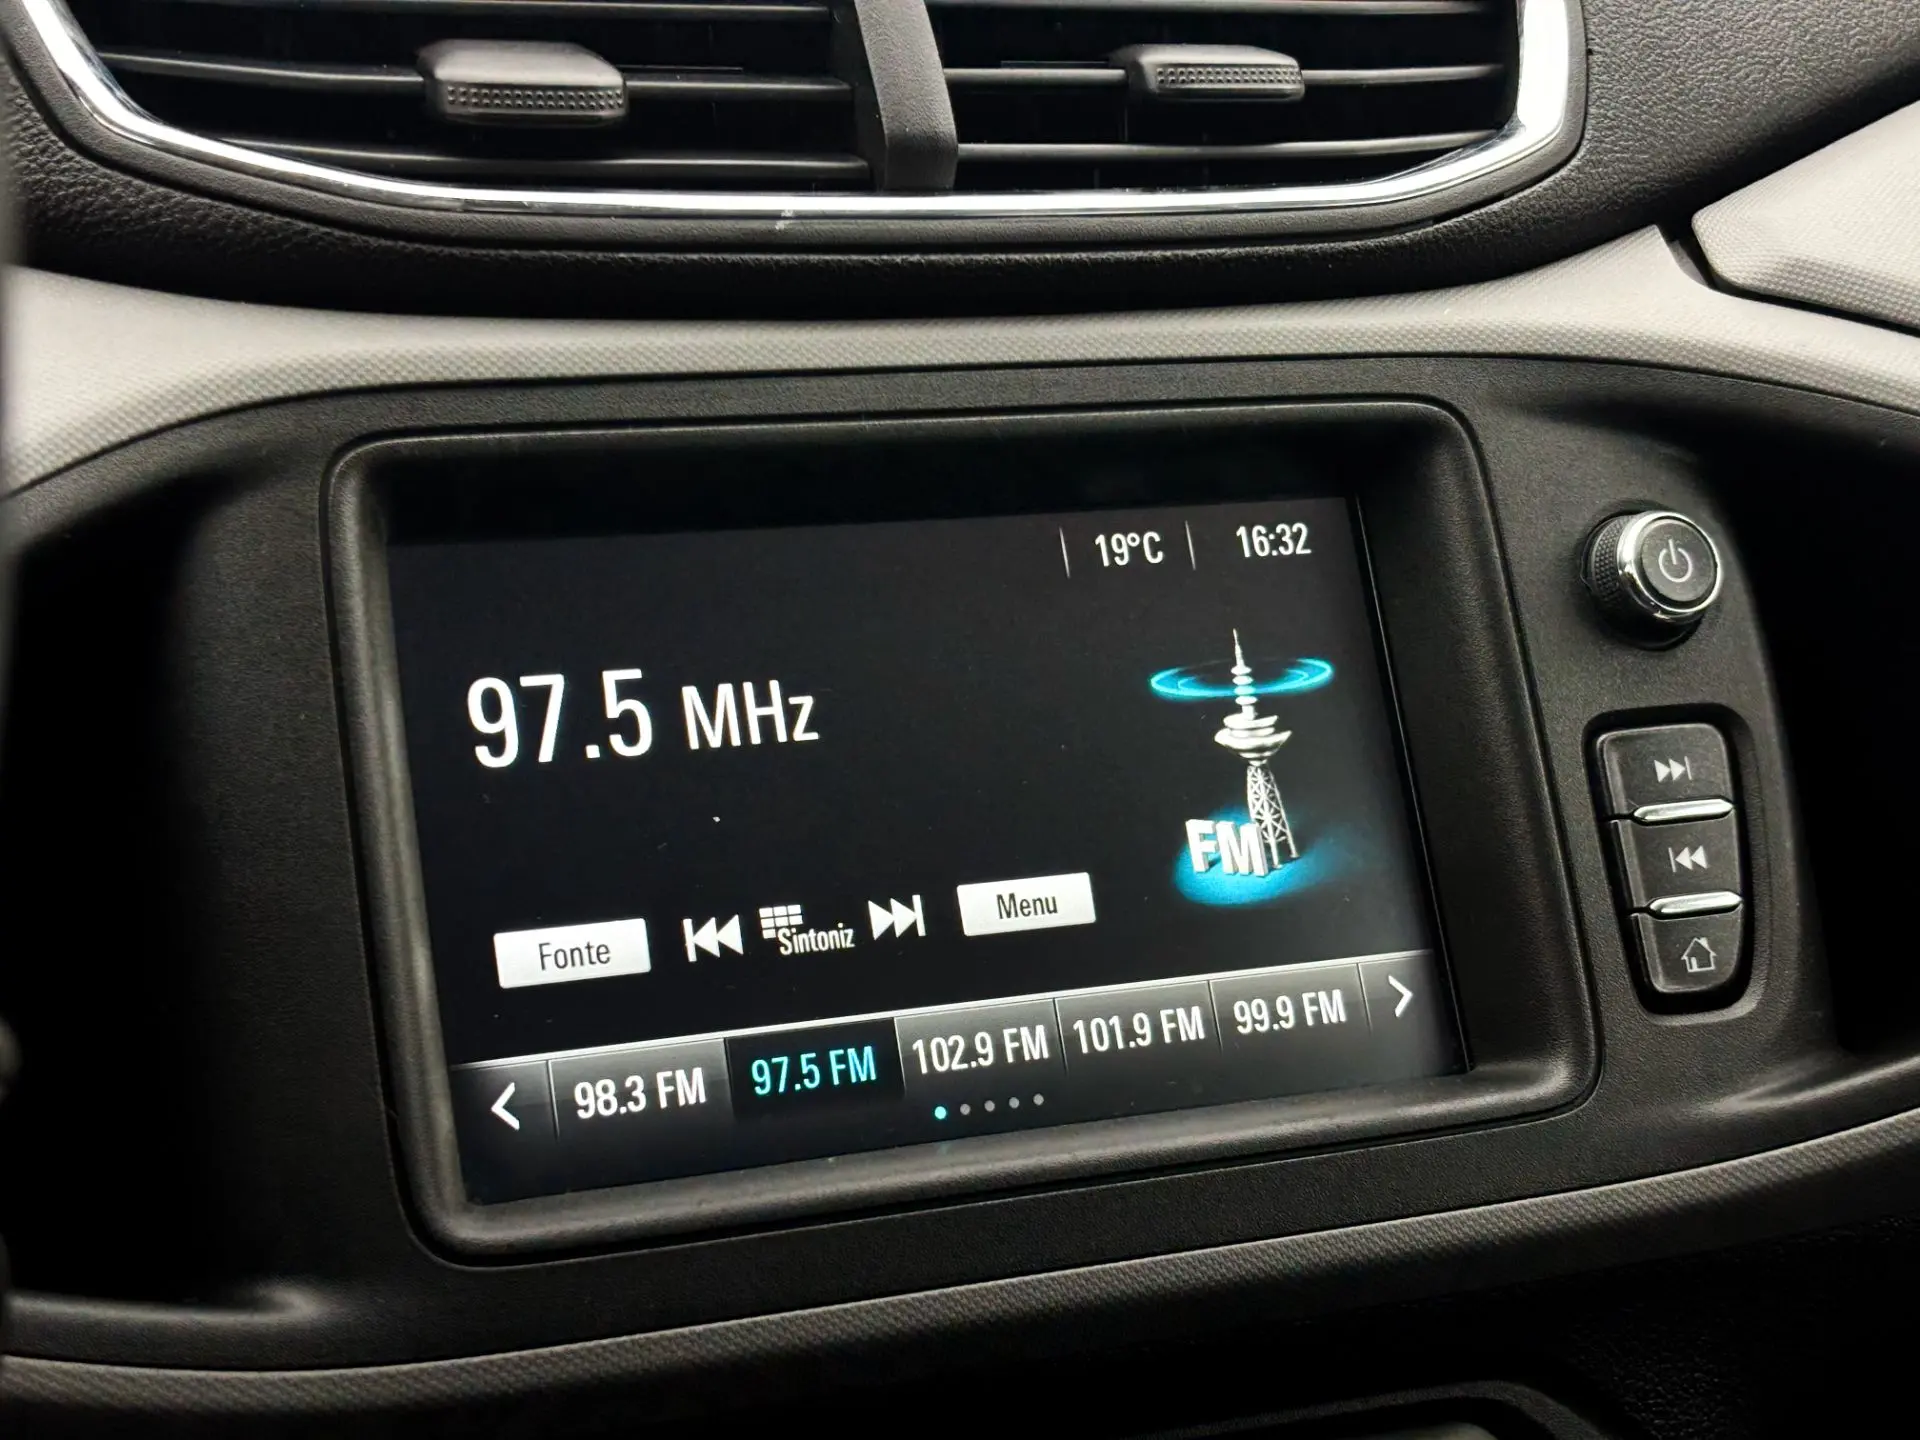 19°C 16:32
97.5 MHz
FM
Fonte Sintoniz Menu
98.3 FM 97.5 FM 102.9 FM 101.9 FM 99.9 FM